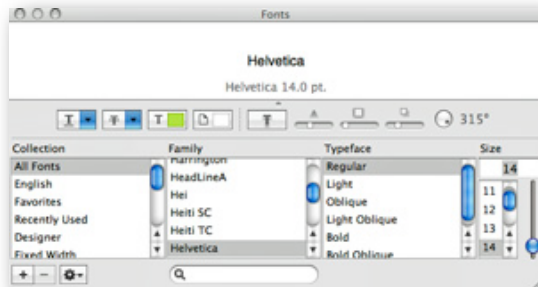 Fonts
Helvetica
Helvetica 14.0 pt.
T T T T 315°
Collection Family Typeface Size
All Fonts Harrington Regular 14
English HeadLineA Light 11
Favorites Hei Oblique 12
Recently Used Heiti SC Light Oblique 13
Designer Heiti TC Bold 14
Fixed Width Helvetica Bold Oblique